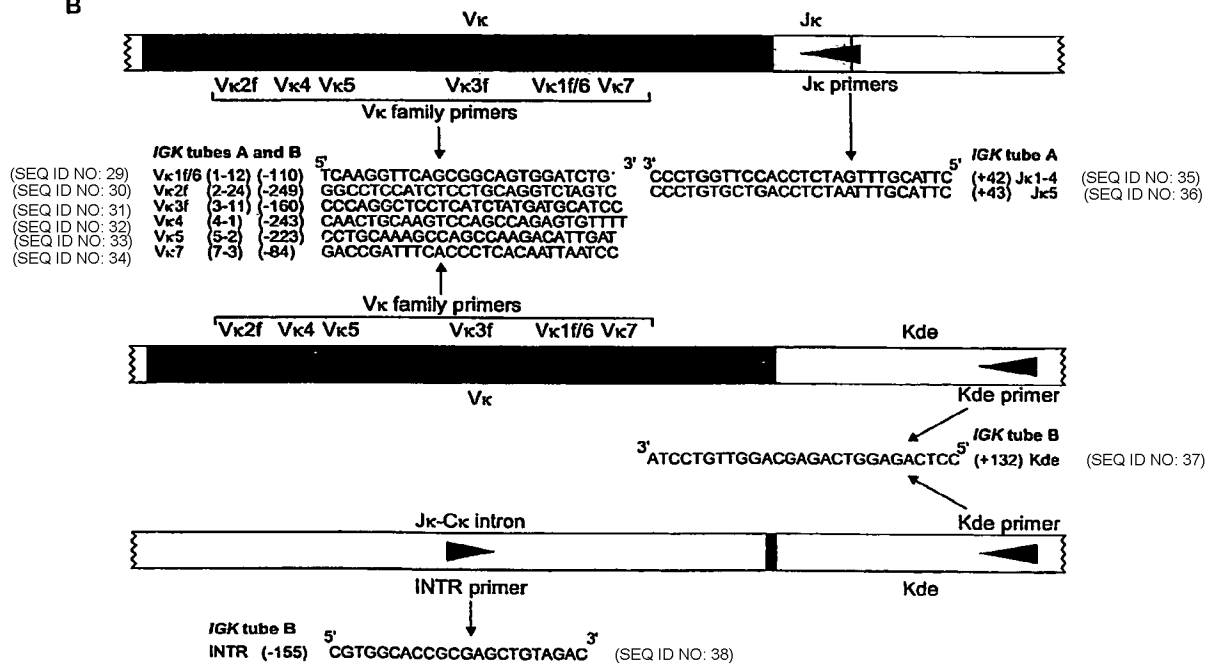 B
Vκ Jκ
Vκ2f Vκ4 Vκ5 Vκ3f Vκ1f/6 Vκ7 Jκ primers
Vκ family primers
IGK tubes A and B 5' 3' 3' 5' IGK tube A
(SEQ ID NO: 29) Vκ1f/6 (1-12) (-110) TCAAGGTTCAGCGGCAGTGGATCTG CCCTGGTTCCACCTCTAGTTTGCATTC (+42) Jκ1-4 (SEQ ID NO: 35)
(SEQ ID NO: 30) Vκ2f (2-24) (-249) GGCCTCCATCTCCTGCAGGTCTAGTC CCCTGTGCTGACCTCTAATTTGCATTC (+43) Jκ5 (SEQ ID NO: 36)
(SEQ ID NO: 31) Vκ3f (3-11) (-160) CCCAGGCTCCTCATCTATGATGCATCC
(SEQ ID NO: 32) Vκ4 (4-1) (-243) CAACTGCAAGTCCAGCCAGAGTGTTTT
(SEQ ID NO: 33) Vκ5 (5-2) (-223) CCTGCAAAGCCAGCCAAGACATTGAT
(SEQ ID NO: 34) Vκ7 (7-3) (-84) GACCGATTTCACCCTCACAATTAATCC
Vκ family primers
Vκ2f Vκ4 Vκ5 Vκ3f Vκ1f/6 Vκ7 Kde
Vκ Kde primer
IGK tube B
3' ATCCTGTTGGACGAGACTGGAGACTCC 5' (+132) Kde (SEQ ID NO: 37)
Jκ-Cκ intron Kde primer
INTR primer Kde
IGK tube B 5' 3'
INTR (-155) CGTGGCACCGCGAGCTGTAGAC (SEQ ID NO: 38)